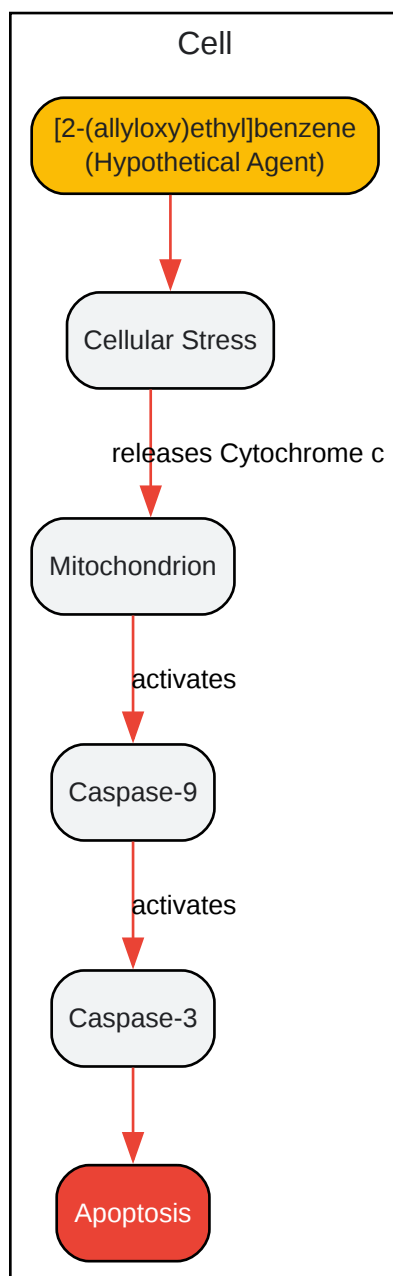 Cell
[2-(allyloxy)ethyl]benzene
(Hypothetical Agent)
Cellular Stress
releases Cytochrome c
Mitochondrion
activates
Caspase-9
activates
Caspase-3
Apoptosis